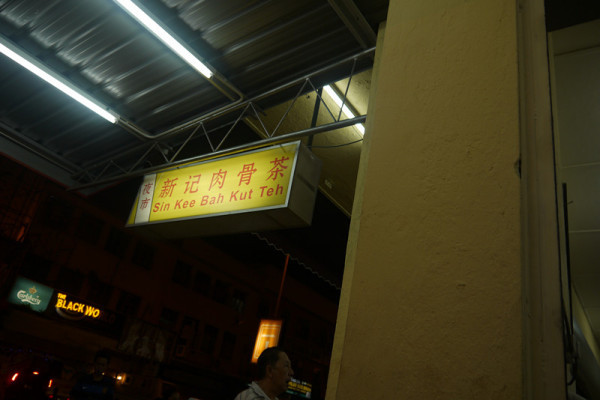 夜市
新记肉骨茶
Sin Kee Bah Kut Teh
Carlsberg
THE
BLACK WO